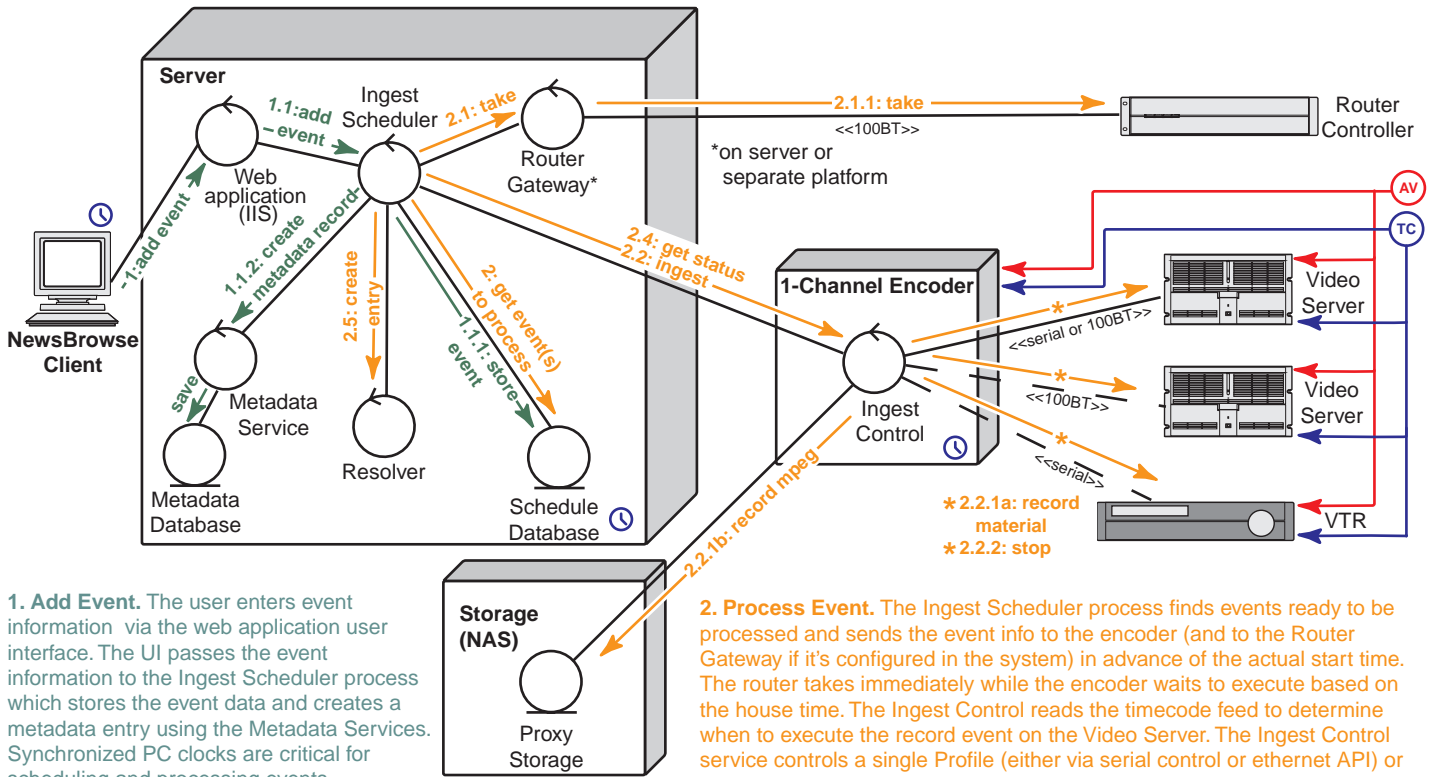 Server
Ingest
Scheduler
1.1:add
event
2.1: take
2.1.1: take
<<100BT>>
Router
Controller
Router
Gateway*
*on server or
separate platform
Web
application
(IIS)
1:add event
NewsBrowse
Client
1.1.2: create
metadata record
2.5: create
entry
2: get event(s)
to process
1.1.1: store
event
2.4: get status
2.2: ingest
save
Metadata
Service
Metadata
Database
Resolver
Schedule
Database
1-Channel Encoder
Ingest
Control
AV
TC
*
<<serial or 100BT>>
Video
Server
*
<<100BT>>
Video
Server
*
<<serial>>
VTR
* 2.2.1a: record
material
* 2.2.2: stop
2.2.1b: record mpeg
Storage
(NAS)
Proxy
Storage
1. Add Event. The user enters event
information via the web application user
interface. The UI passes the event
information to the Ingest Scheduler process
which stores the event data and creates a
metadata entry using the Metadata Services.
Synchronized PC clocks are critical for
scheduling and processing events
2. Process Event. The Ingest Scheduler process finds events ready to be
processed and sends the event info to the encoder (and to the Router
Gateway if it's configured in the system) in advance of the actual start time.
The router takes immediately while the encoder waits to execute based on
the house time. The Ingest Control reads the timecode feed to determine
when to execute the record event on the Video Server. The Ingest Control
service controls a single Profile (either via serial control or ethernet API) or